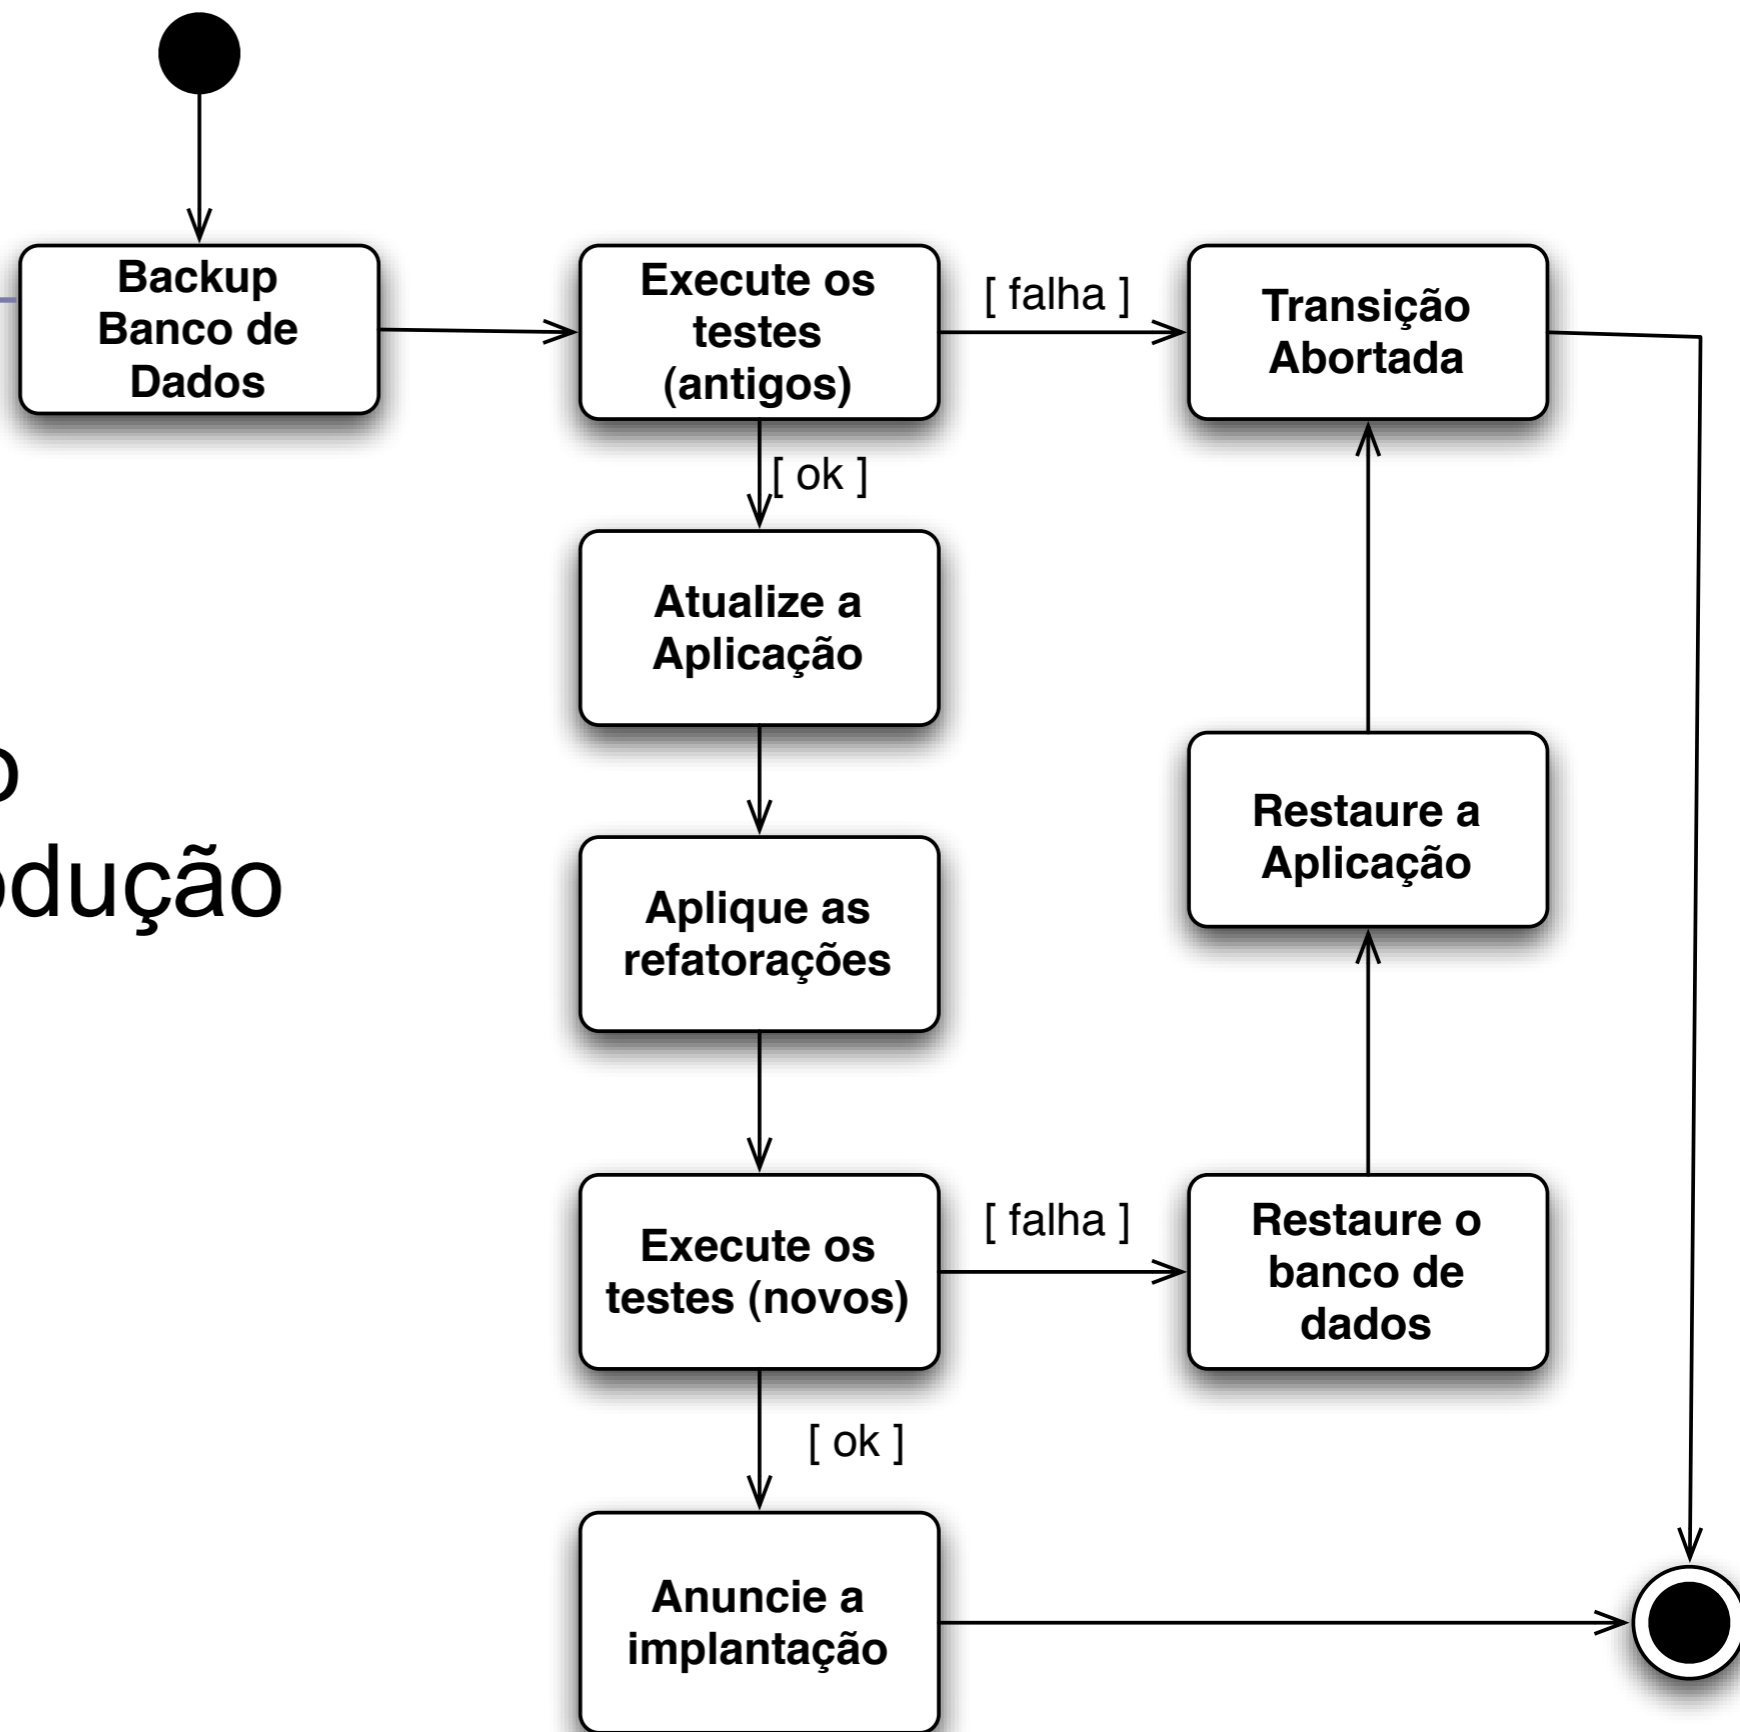 Backup
Banco de
Dados
Execute os
testes
(antigos)
[ falha ]
Transição
Abortada
[ ok ]
Atualize a
Aplicação
Aplique as
refatorações
Restaure a
Aplicação
Execute os
testes (novos)
[ falha ]
Restaure o
banco de
dados
[ ok ]
Anuncie a
implantação